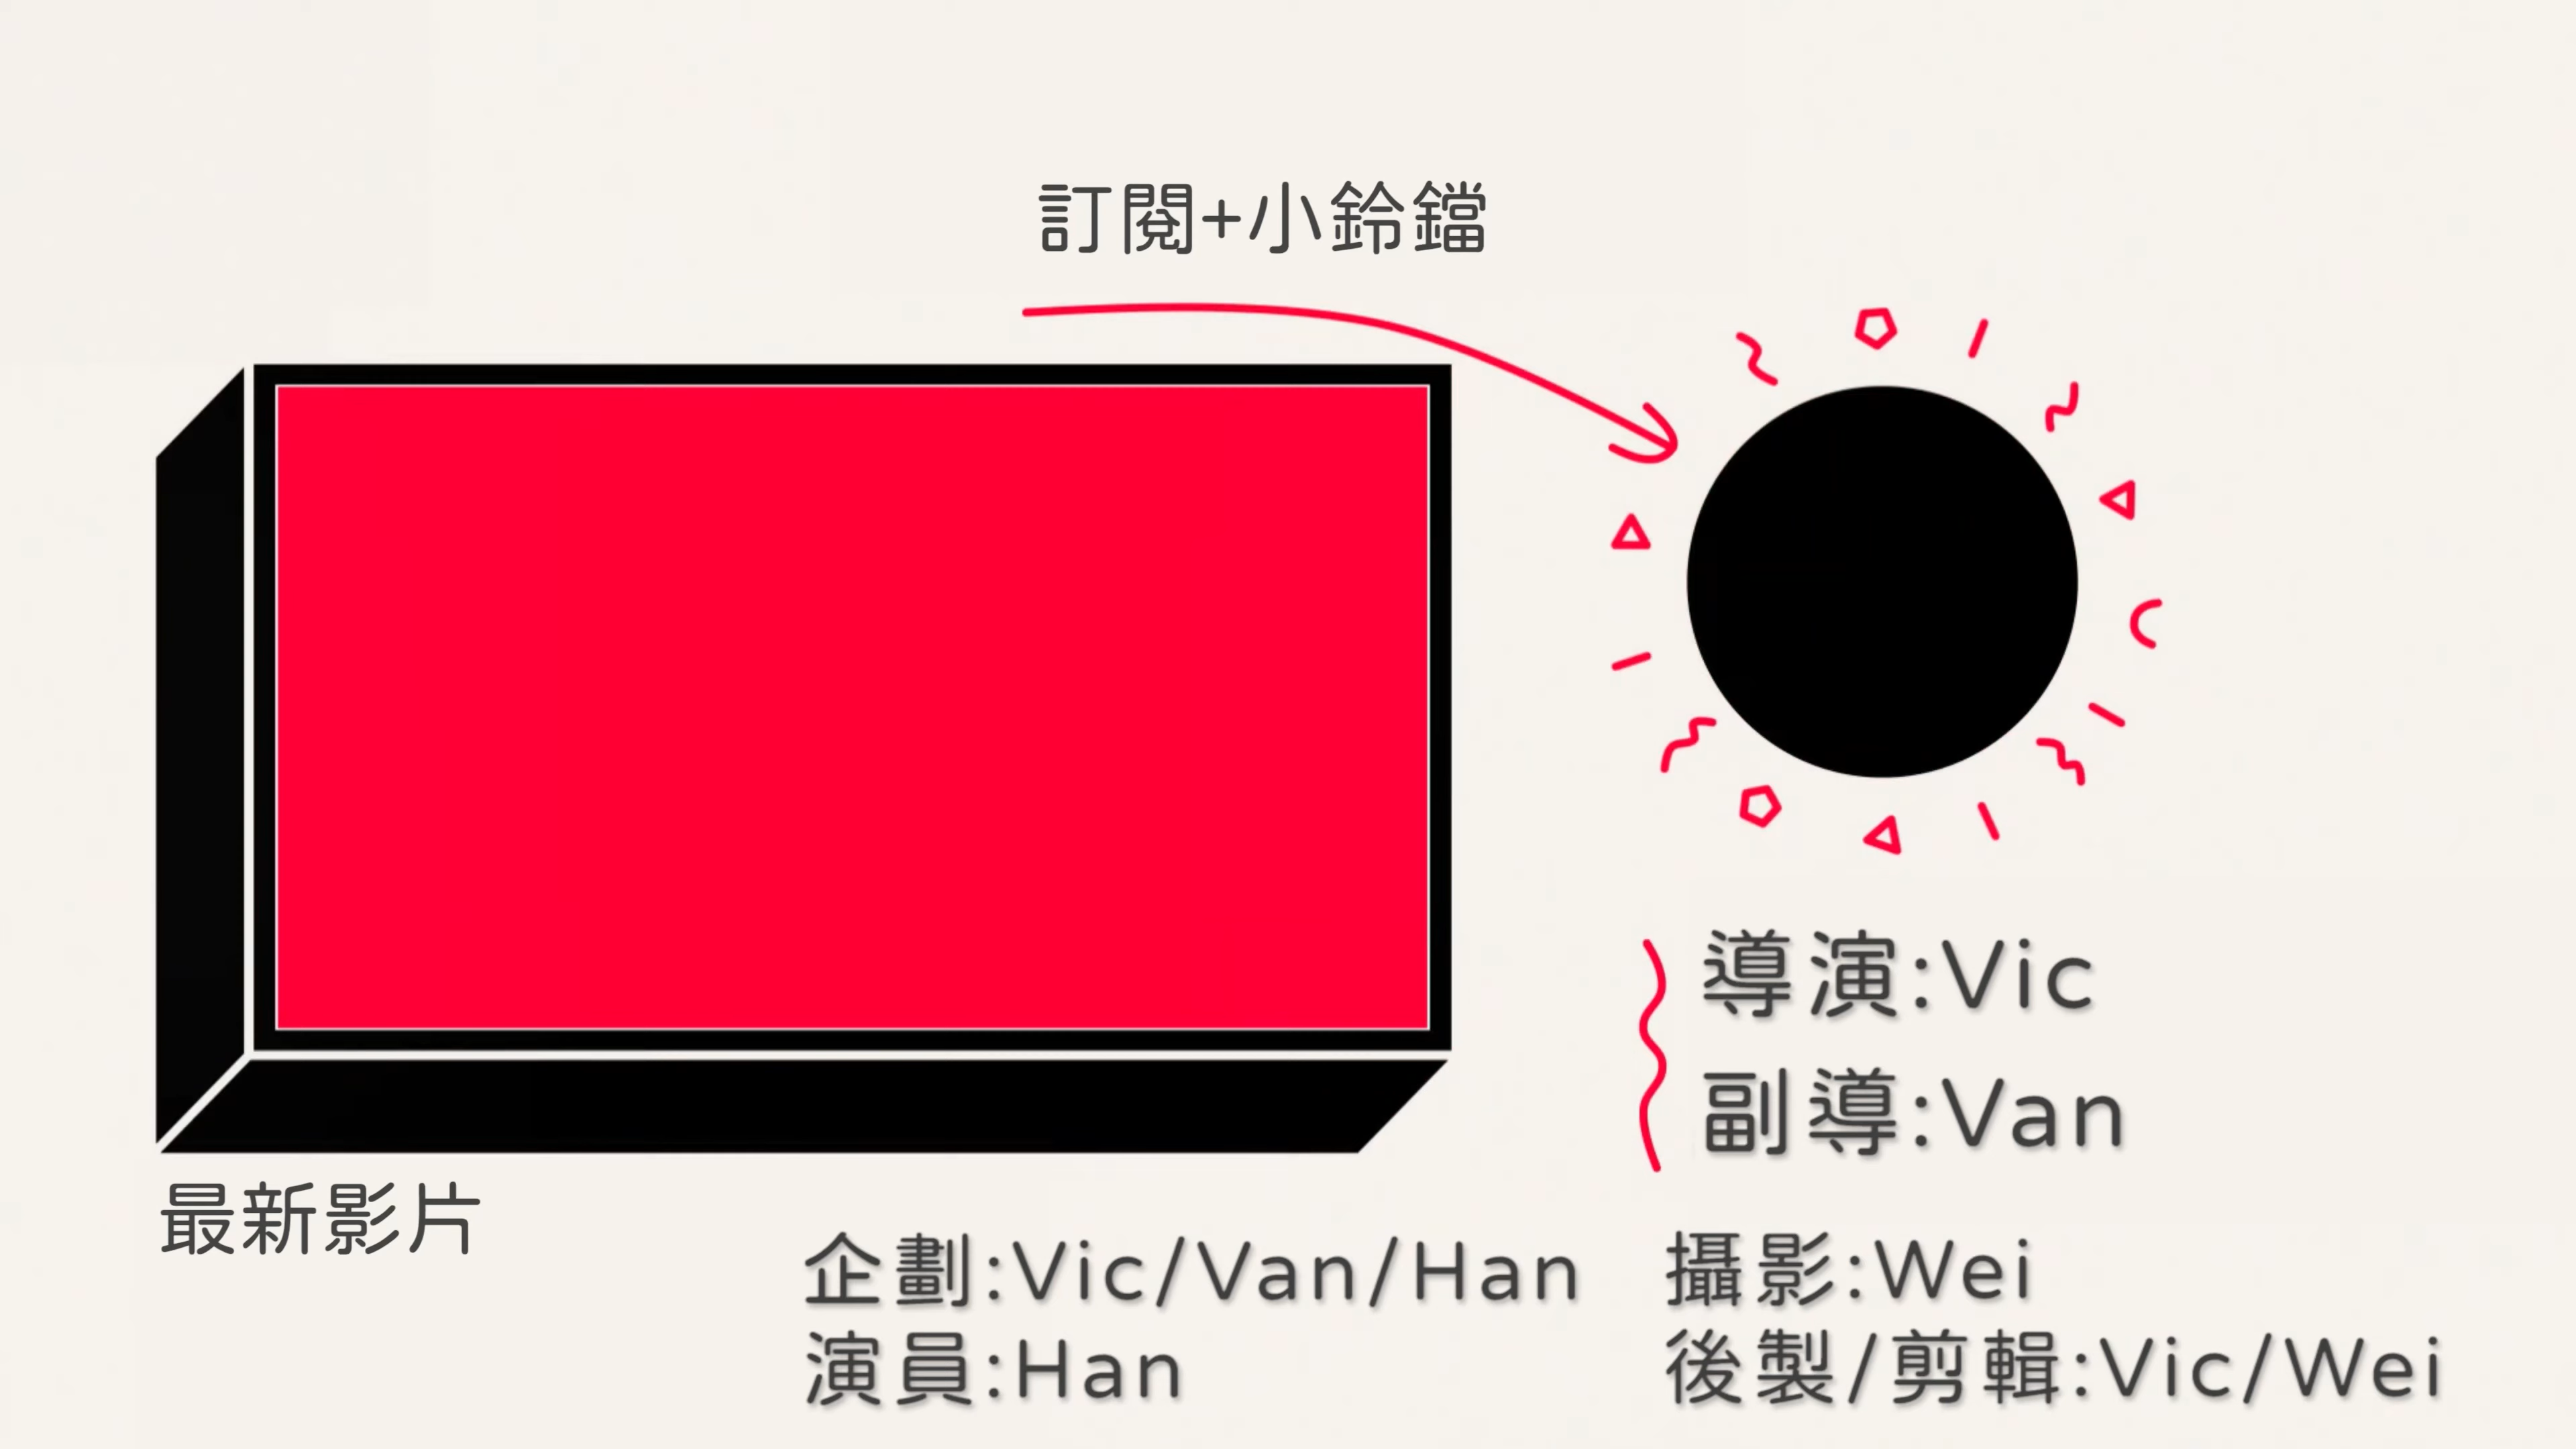 訂閱+小鈴鐺
導演:Vic
副導:Van
最新影片
企劃:Vic/Van/Han
演員:Han
攝影:Wei
後製/剪輯:Vic/Wei